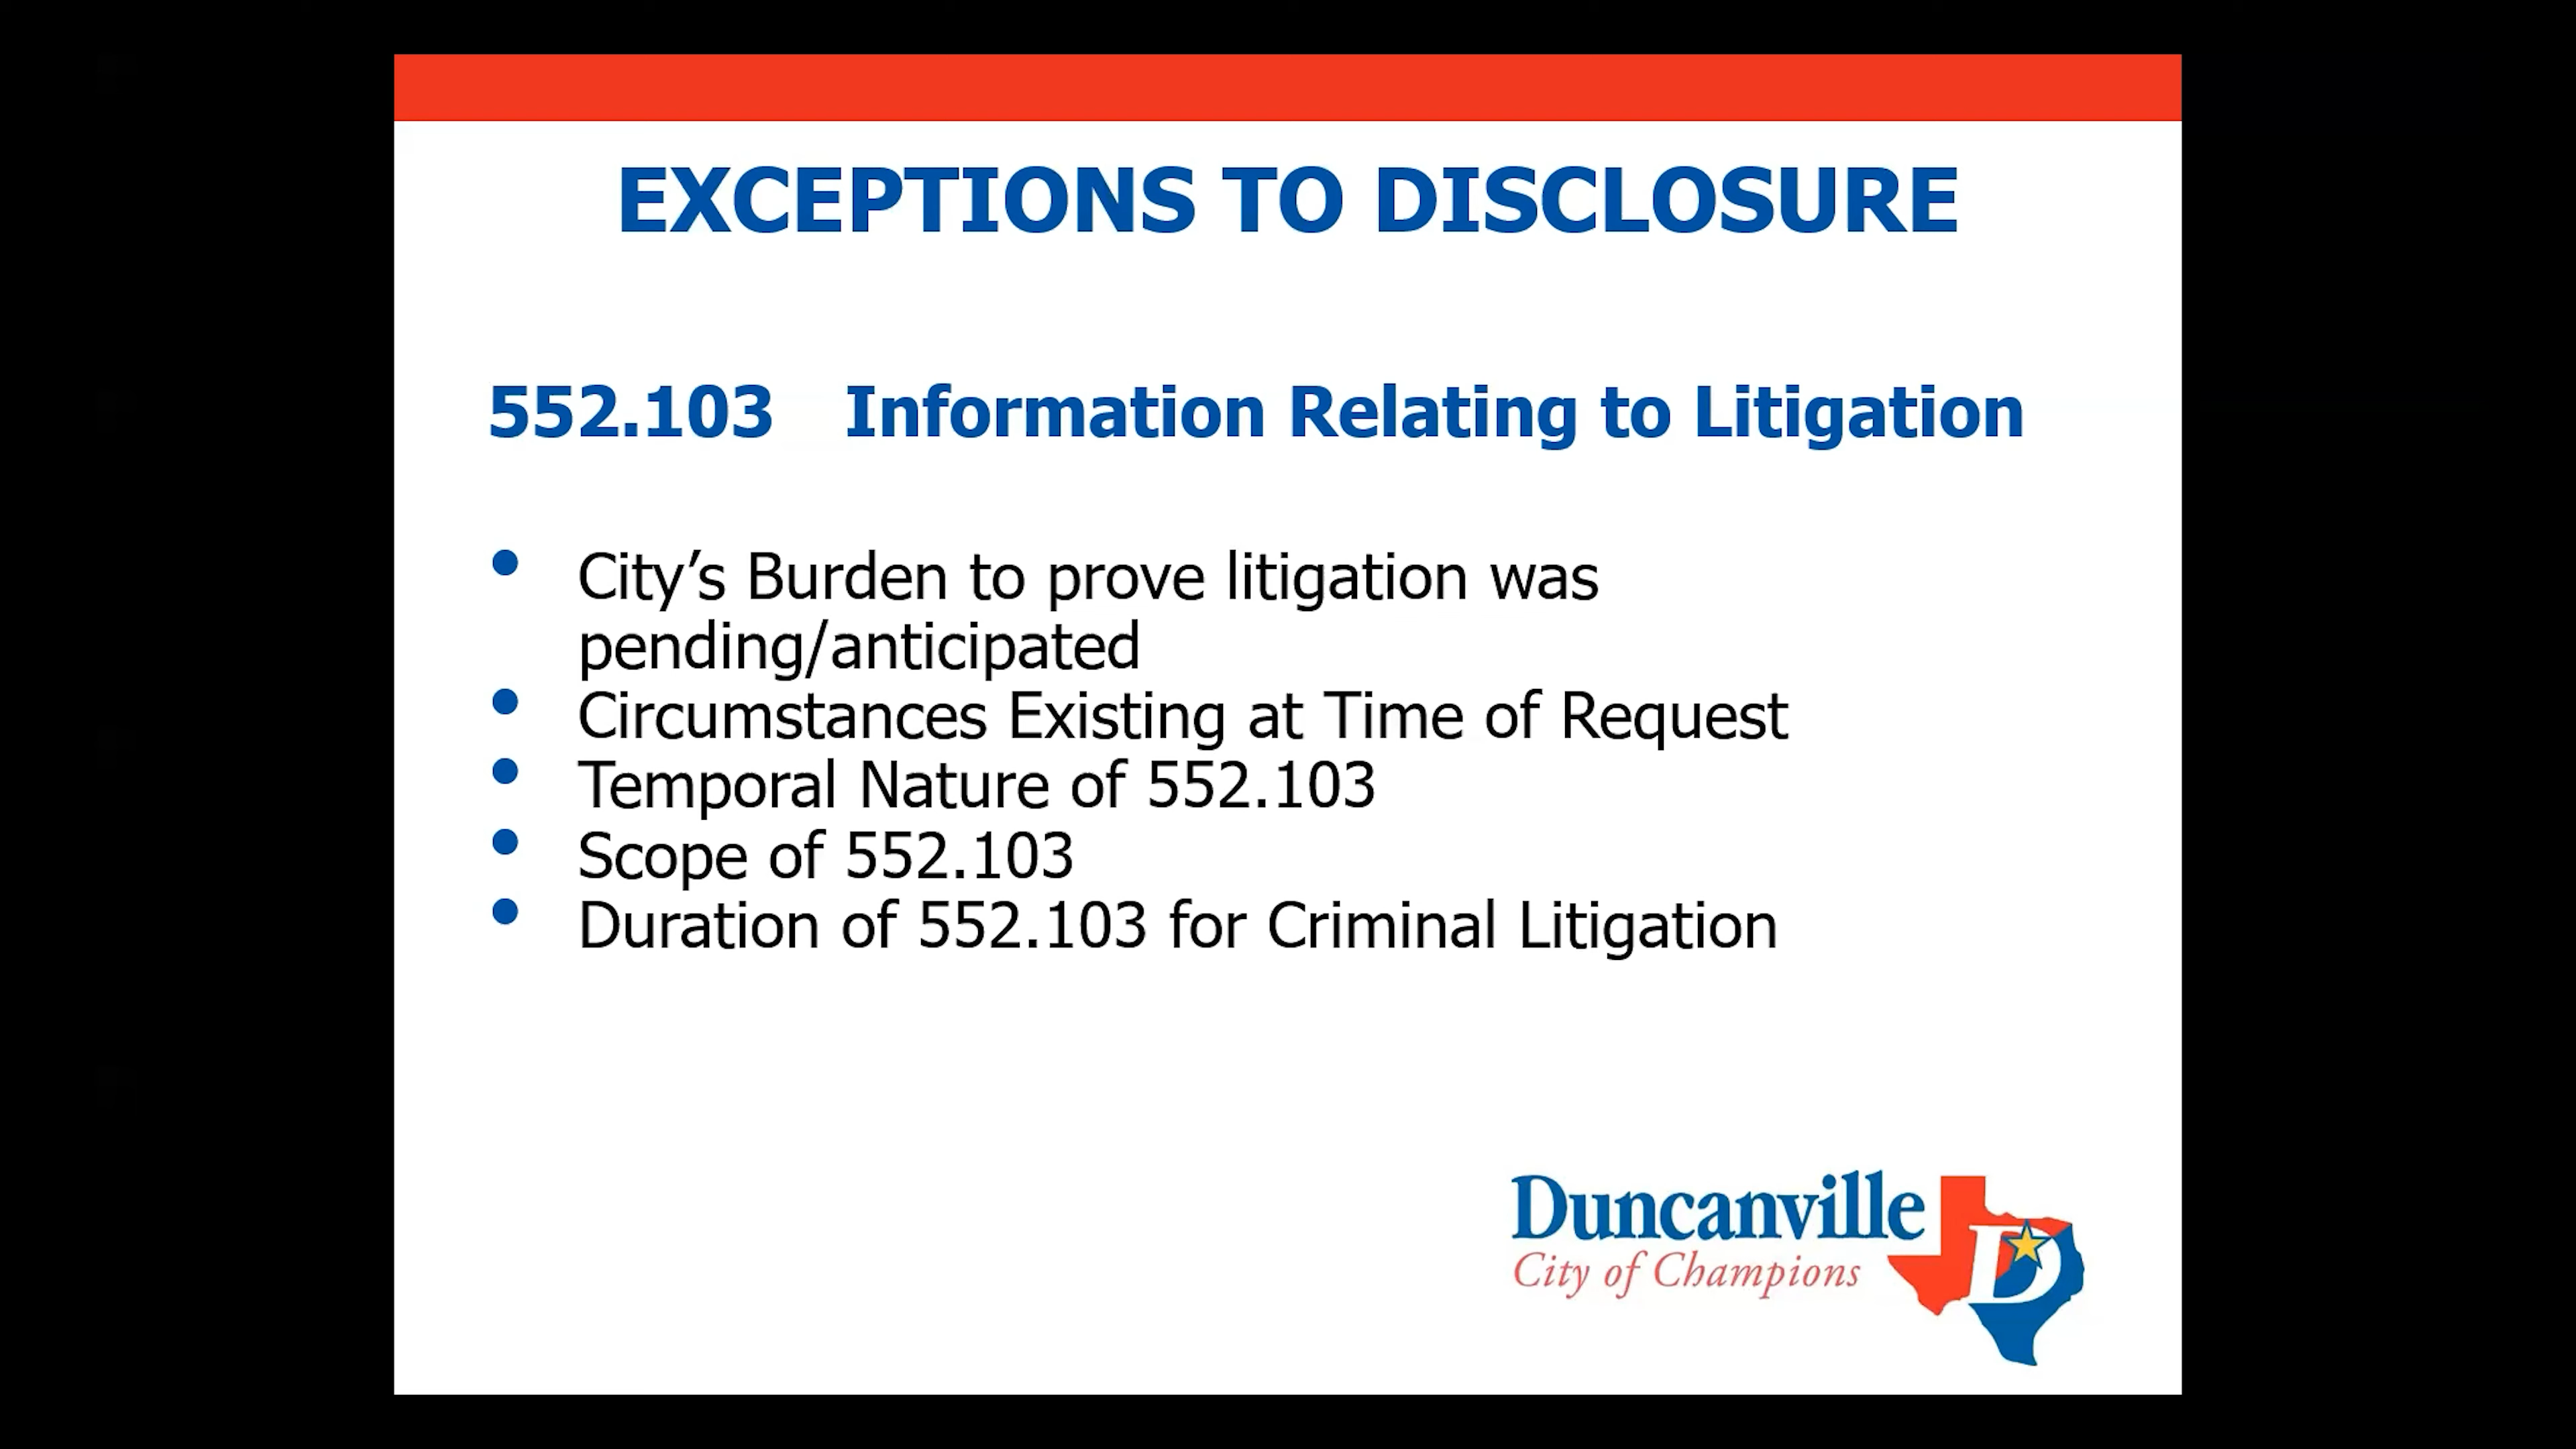 EXCEPTIONS TO DISCLOSURE
552.103 Information Relating to Litigation
• City’s Burden to prove litigation was
pending/anticipated
• Circumstances Existing at Time of Request
• Temporal Nature of 552.103
• Scope of 552.103
• Duration of 552.103 for Criminal Litigation
Duncanville
City of Champions
D